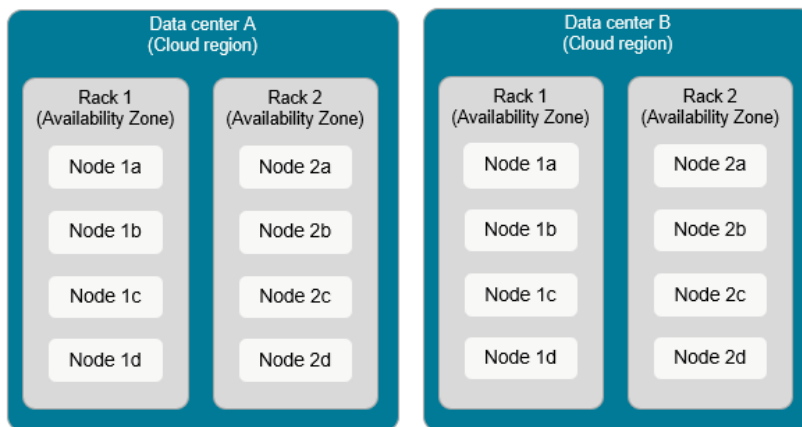 Data center A
(Cloud region)
Rack 1
(Availability Zone)
Node 1a
Node 1b
Node 1c
Node 1d
Rack 2
(Availability Zone)
Node 2a
Node 2b
Node 2c
Node 2d
Data center B
(Cloud region)
Rack 1
(Availability Zone)
Node 1a
Node 1b
Node 1c
Node 1d
Rack 2
(Availability Zone)
Node 2a
Node 2b
Node 2c
Node 2d